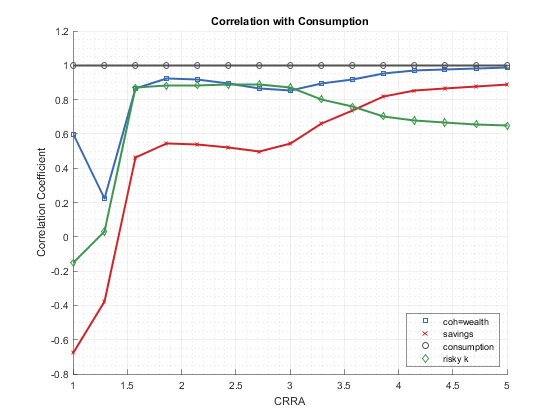 Correlation with Consumption
1.2
1
0.8
0.6
0.4
0.2
0
-0.2
-0.4
-0.6
-0.8
Correlation Coefficient
1
1.5
2
2.5
3
3.5
4
4.5
5
CRRA
coh=wealth
savings
consumption
risky k